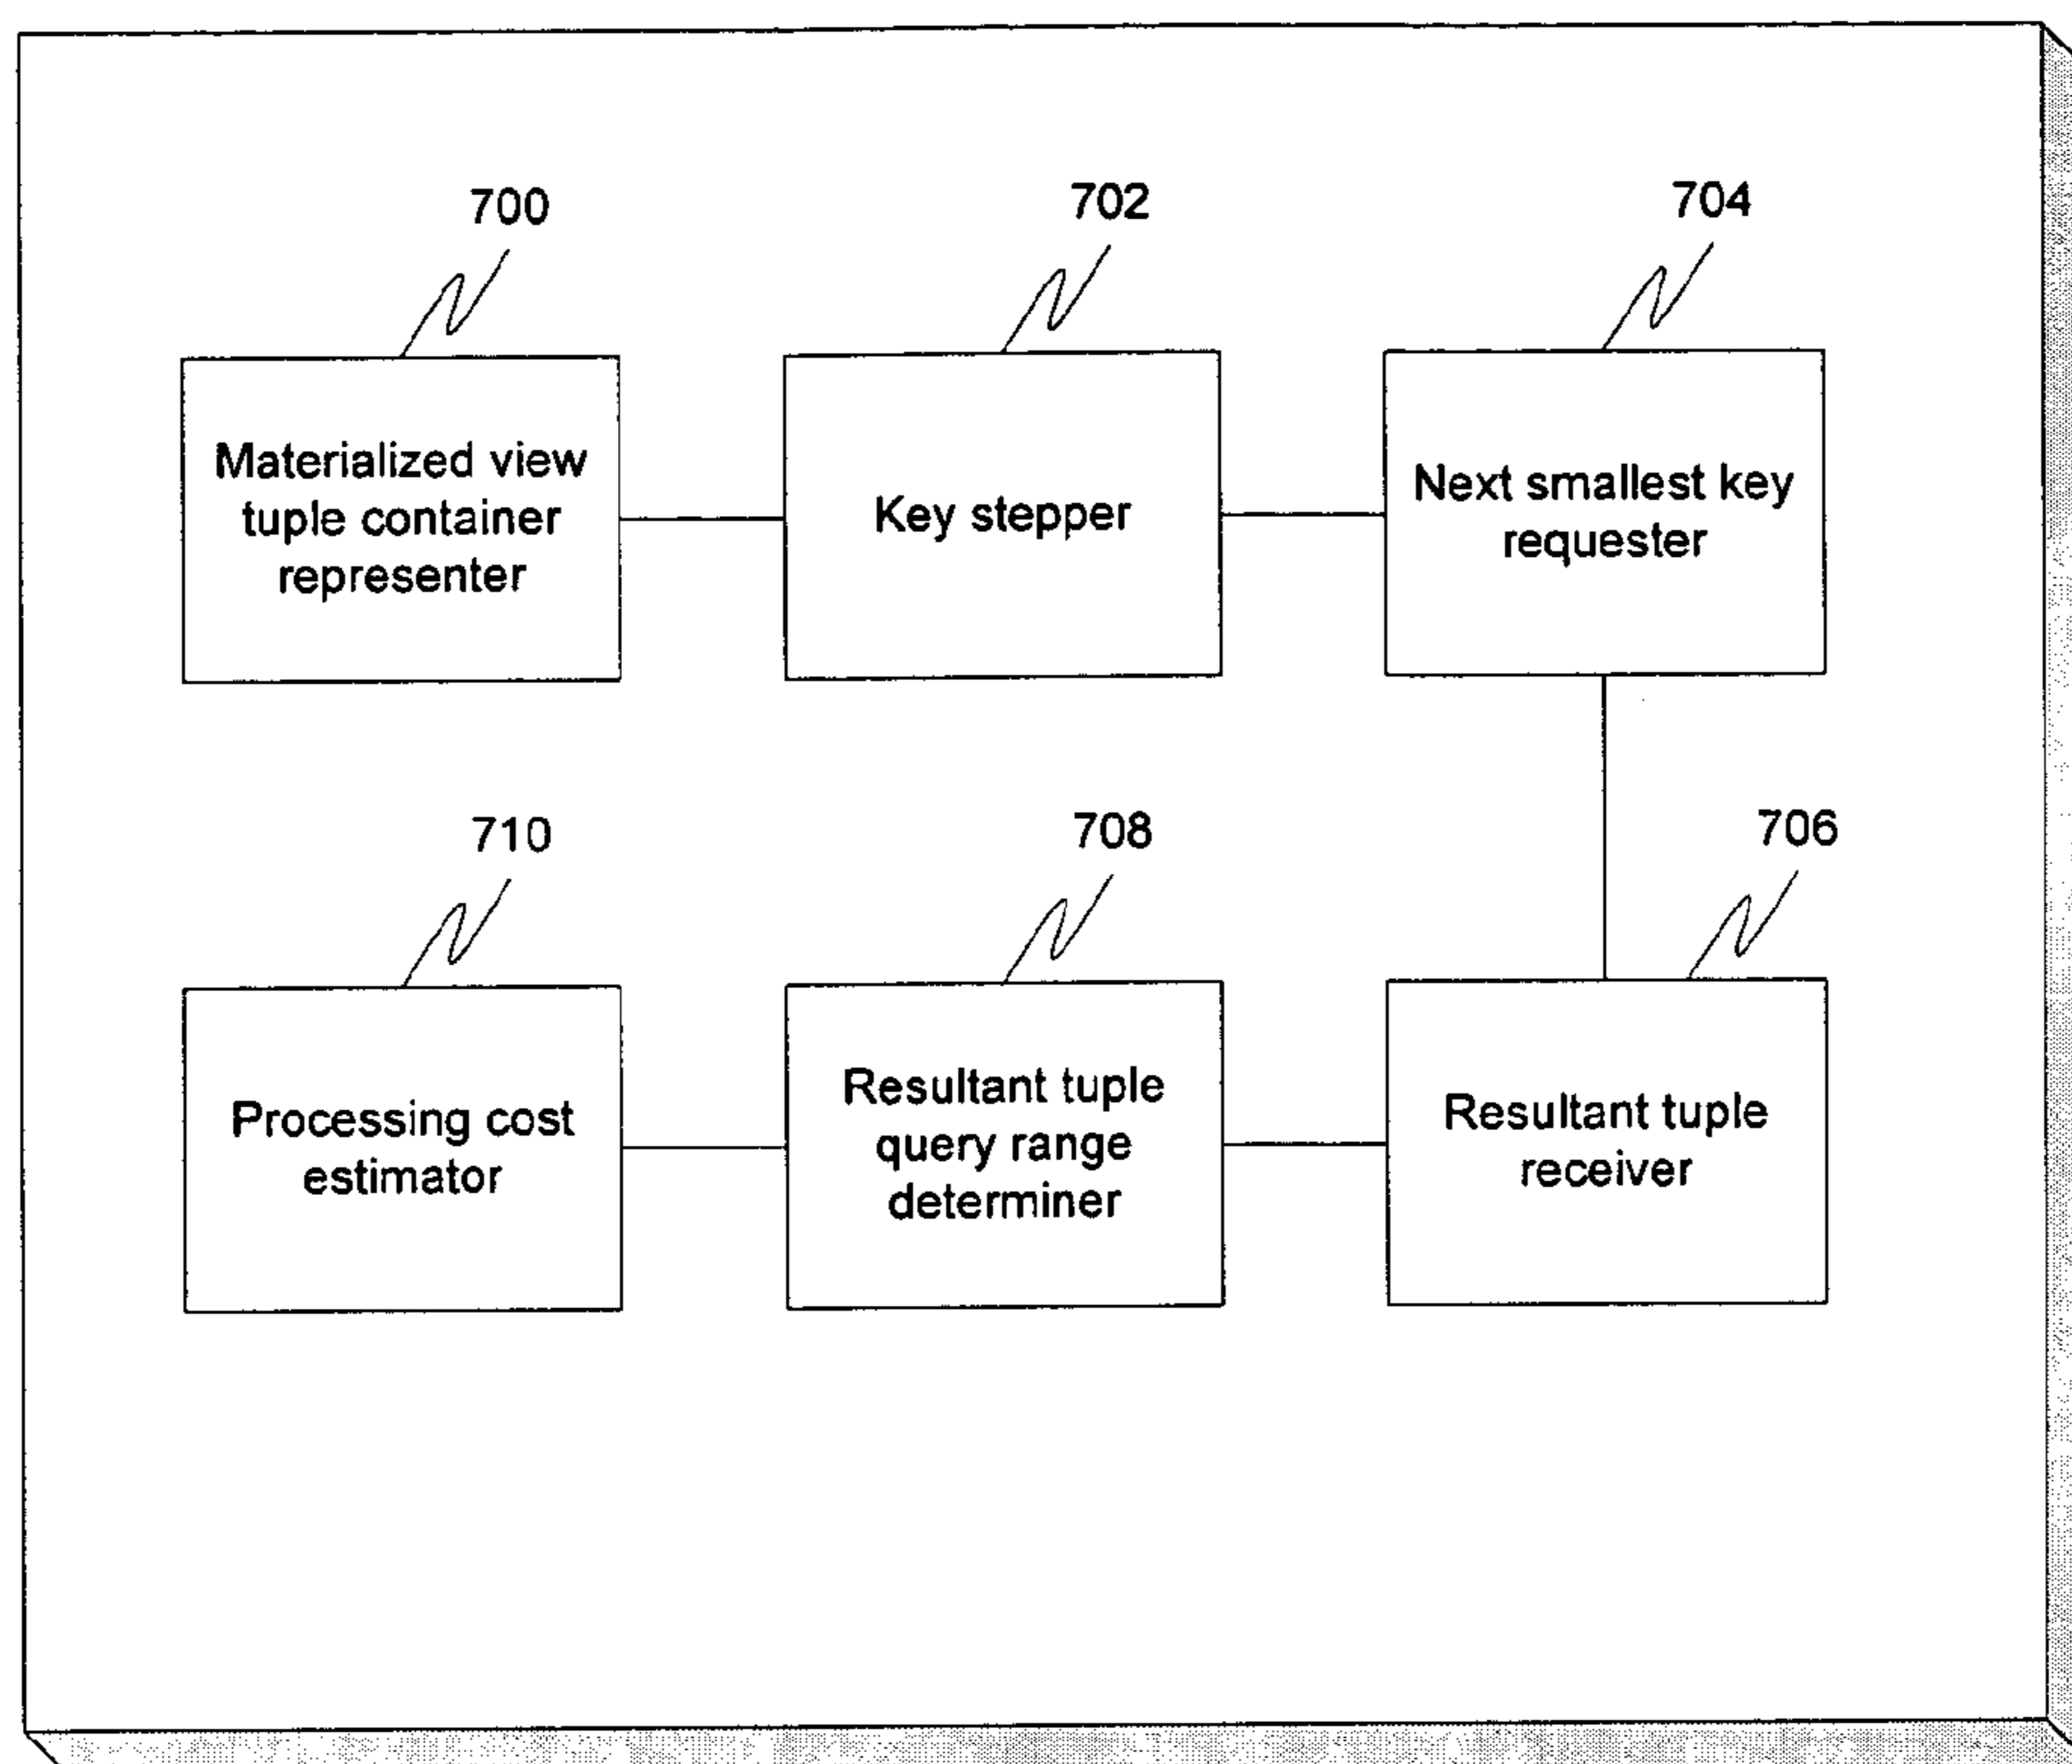 700
702
704
Materialized view
tuple container
representer
Key stepper
Next smallest key
requester
710
708
706
Processing cost
estimator
Resultant tuple
query range
determiner
Resultant tuple
receiver